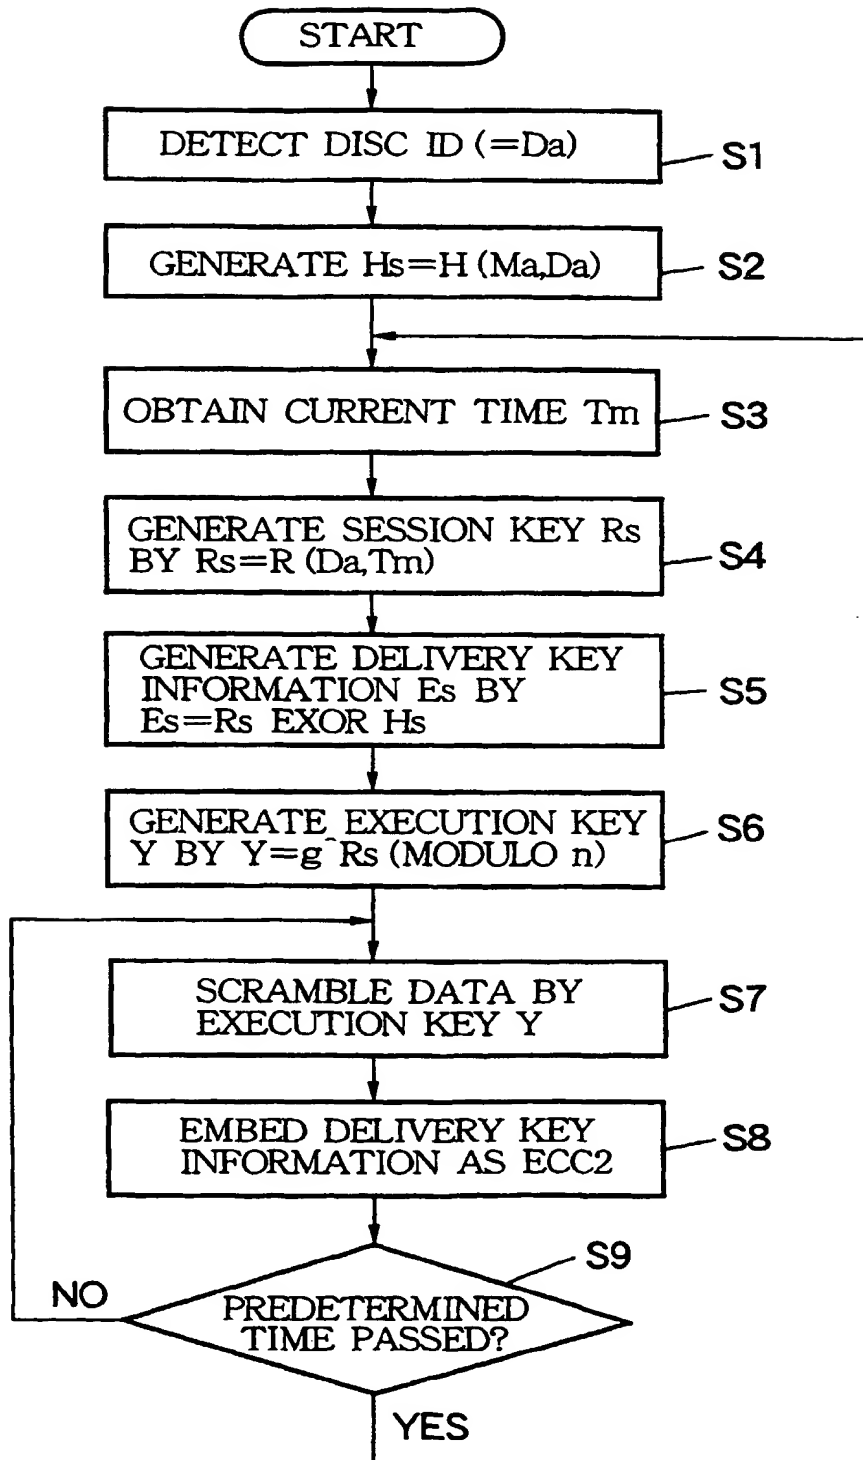 START
DETECT DISC ID (=Da)
S1
GENERATE Hs=H (Ma,Da)
S2
OBTAIN CURRENT TIME Tm
S3
GENERATE SESSION KEY Rs
BY Rs=R (Da,Tm)
S4
GENERATE DELIVERY KEY
INFORMATION Es BY
Es=Rs EXOR Hs
S5
GENERATE EXECUTION KEY
Y BY Y=g^Rs (MODULO n)
S6
SCRAMBLE DATA BY
EXECUTION KEY Y
S7
EMBED DELIVERY KEY
INFORMATION AS ECC2
S8
S9
NO
PREDETERMINED
TIME PASSED?
YES